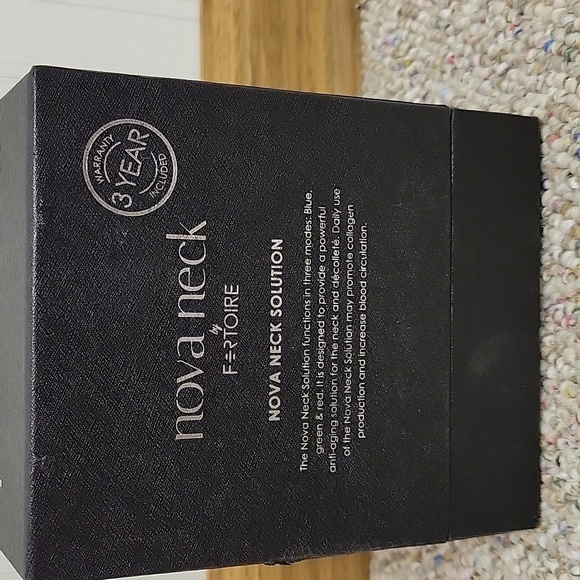 WARRANTY
3 YEAR
INCLUDED
nova neck
by
FORTOIRE
NOVA NECK SOLUTION
The Nova Neck Solution functions in three modes: Blue,
green & red, it is designed to provide a powerful
anti-aging solution for the neck and décolleté. Daily use
of the Nova Neck Solution may promote collagen
production and increase blood circulation.